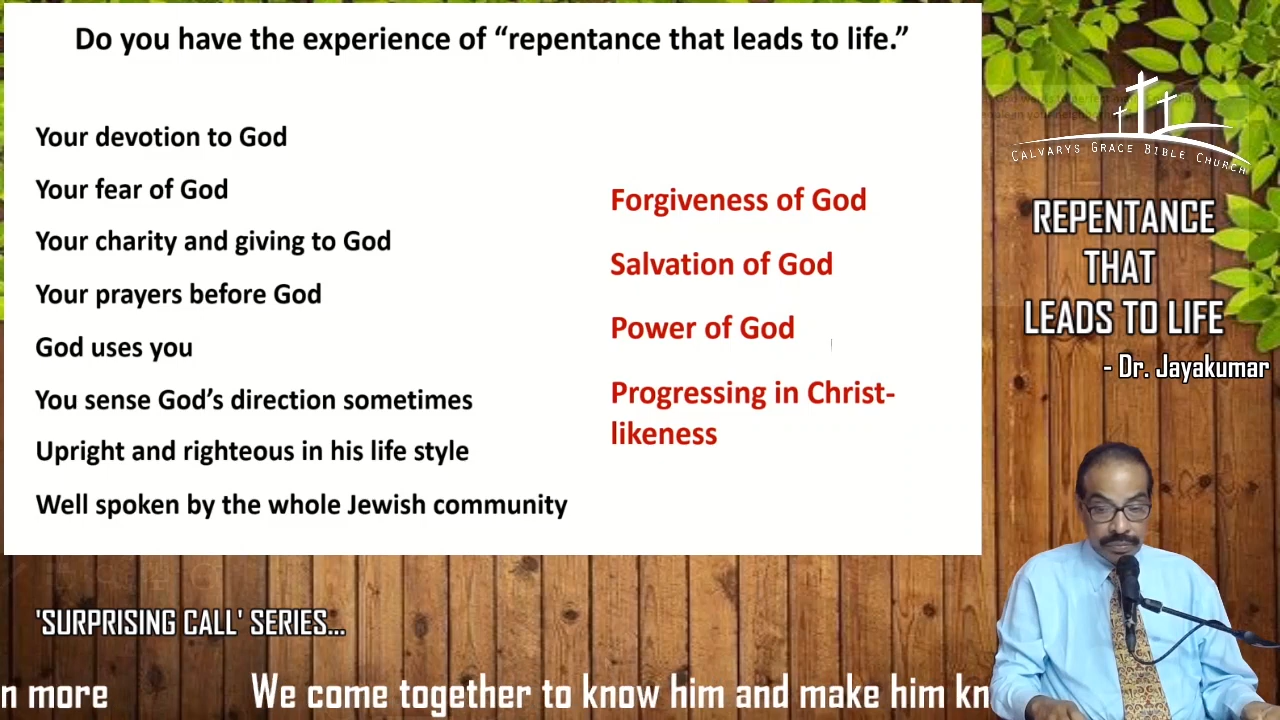 Do you have the experience of “repentance that leads to life.”
Your devotion to God
Your fear of God
Your charity and giving to God
Your prayers before God
God uses you
You sense God’s direction sometimes
Upright and righteous in his life style
Well spoken by the whole Jewish community
Forgiveness of God
Salvation of God
Power of God
Progressing in Christ-
likeness
CALVARYS GRACE BIBLE CHURCH
REPENTANCE
THAT
LEADS TO LIFE
- Dr. Jayakumar
'SURPRISING CALL' SERIES...
n more We come together to know him and make him kn